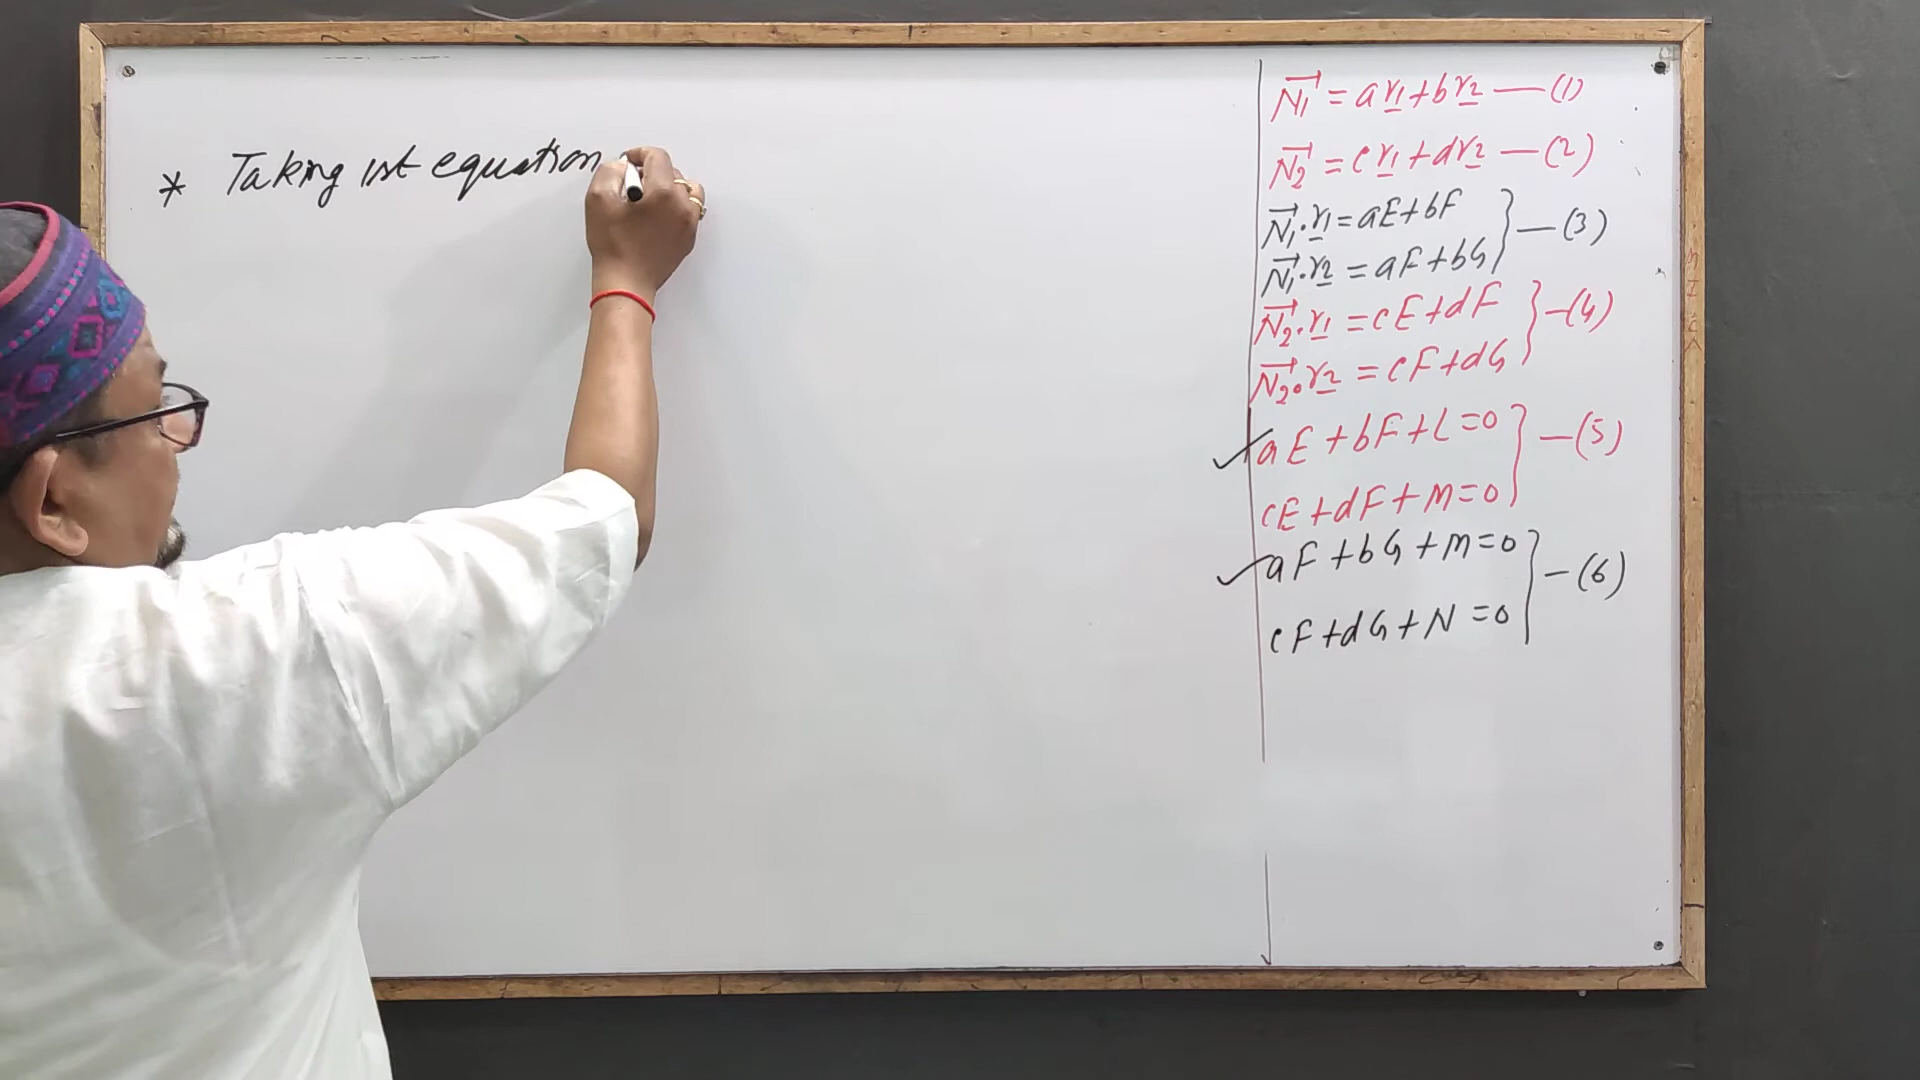 * Taking 1st equation
N₁ = a r₁ + b r₂ — (1)
N₂ = c r₁ + d r₂ — (2)
N₁ · r₁ = aE + bF
N₁ · r₂ = aF + bG } — (3)
N₂ · r₁ = cE + dF
N₂ · r₂ = cF + dG } — (4)
✓ aE + bF + L = 0
cE + dF + M = 0 } — (5)
✓ aF + bG + M = 0
cF + dG + N = 0 } — (6)